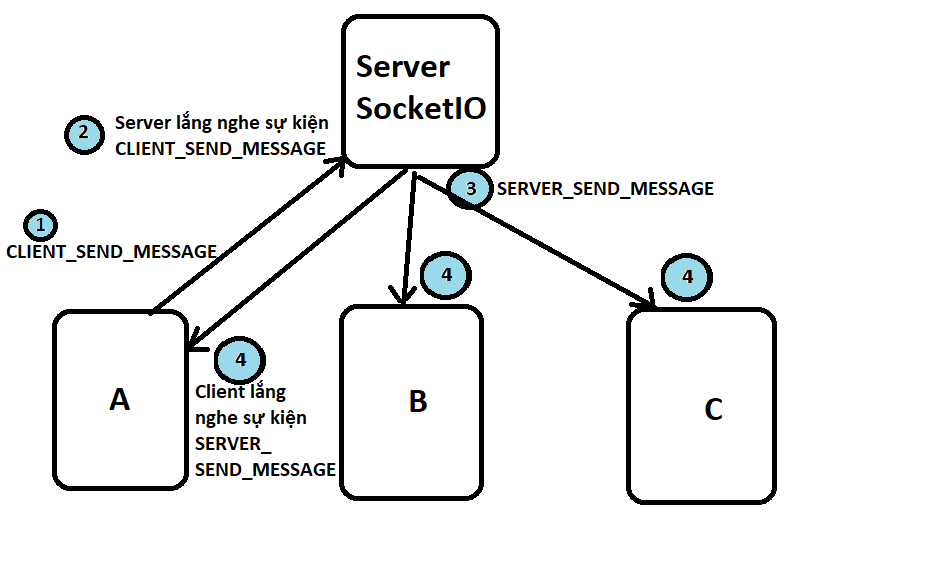 Server
SocketIO
2
Server lắng nghe sự kiện
CLIENT_SEND_MESSAGE
3
SERVER_SEND_MESSAGE
1
CLIENT_SEND_MESSAGE
4
4
4
Client lắng
nghe sự kiện
SERVER_
SEND_MESSAGE
A
B
C